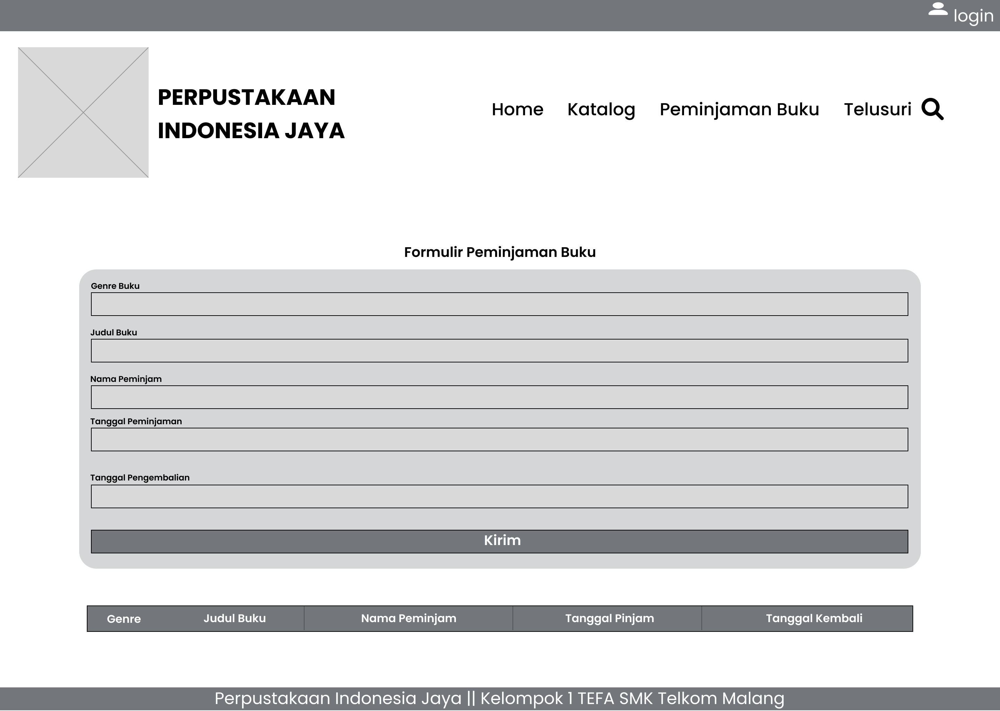 login
PERPUSTAKAAN
INDONESIA JAYA
Home Katalog Peminjaman Buku Telusuri
Formulir Peminjaman Buku
Genre Buku
Judul Buku
Nama Peminjam
Tanggal Peminjaman
Tanggal Pengembalian
Kirim
Genre Judul Buku Nama Peminjam Tanggal Pinjam Tanggal Kembali
Perpustakaan Indonesia Jaya || Kelompok 1 TEFA SMK Telkom Malang